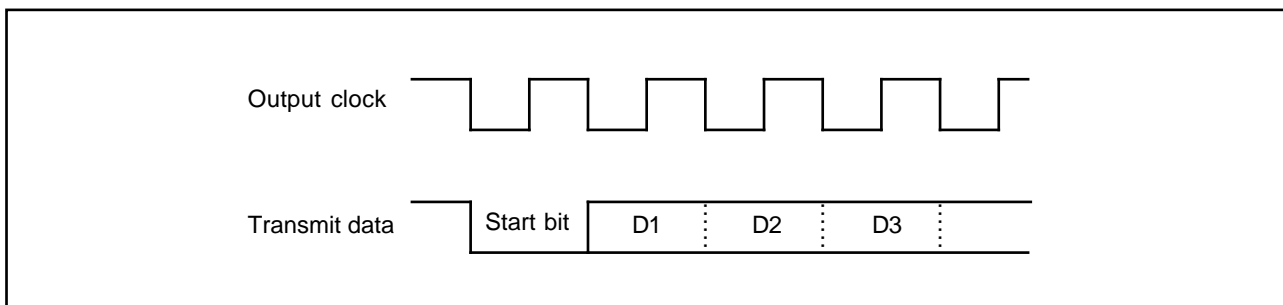 Output clock
Transmit data
Start bit
D1
D2
D3